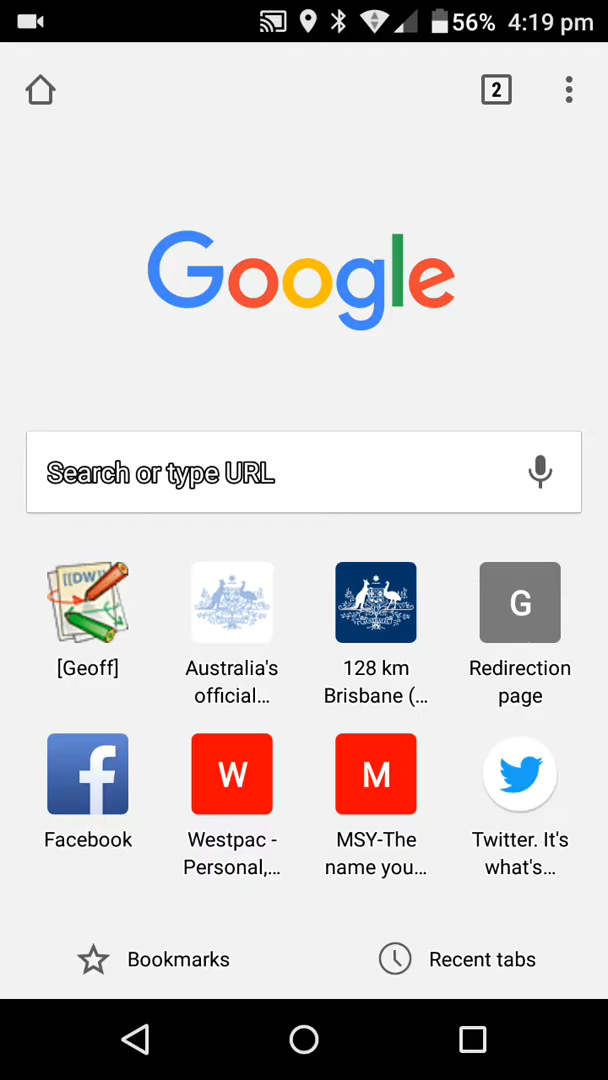 56% 4:19 pm
2
Google
Search or type URL
[[DW]]
G
[Geoff]
Australia's
official...
128 km
Brisbane (...
Redirection
page
f
W
M
Facebook
Westpac -
Personal,...
MSY-The
name you...
Twitter. It's
what's...
Bookmarks
Recent tabs